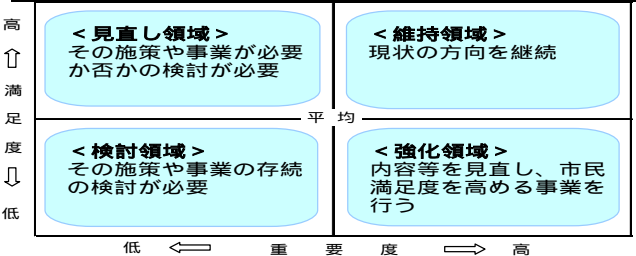 高
⇧
満
足
度
⇩
低
<見直し領域>
その施策や事業が必要
か否かの検討が必要
<維持領域>
現状の方向を継続
平 均
<検討領域>
その施策や事業の存続
の検討が必要
<強化領域>
内容等を見直し、市民
満足度を高める事業を
行う
低 ⇦ 重 要 度 ⇨ 高